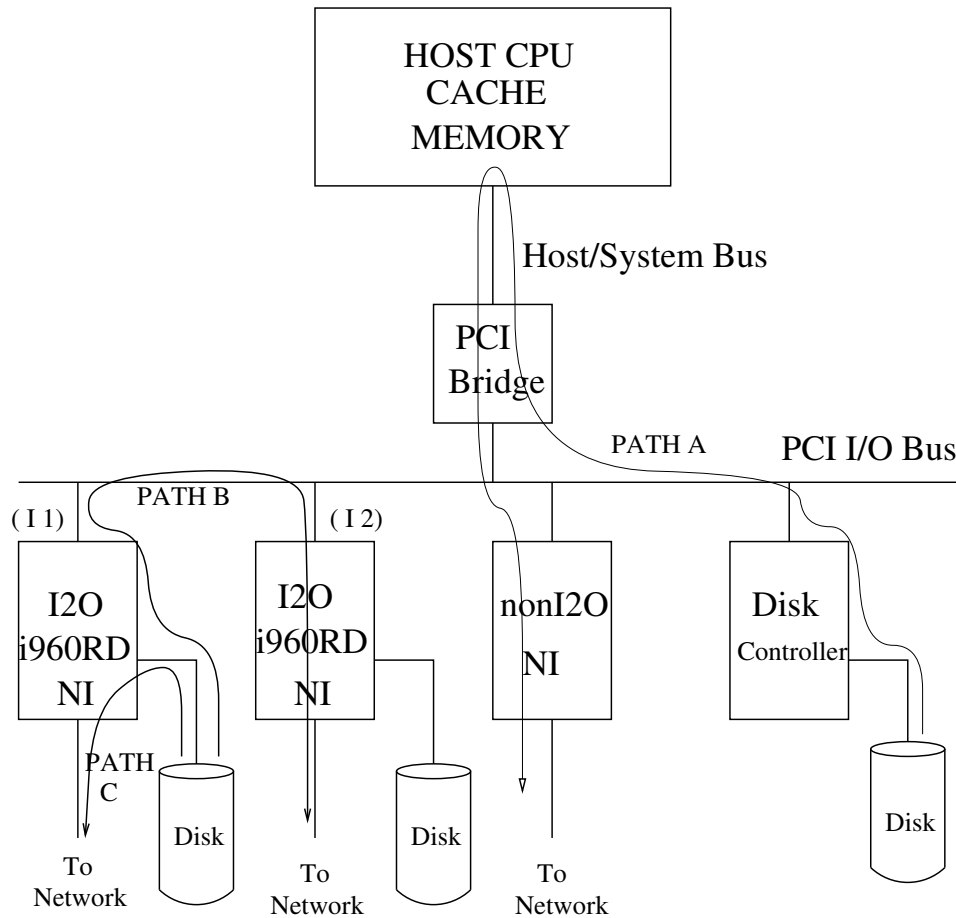 HOST CPU
CACHE
MEMORY
Host/System Bus
PCI
Bridge
PATH A
PCI I/O Bus
PATH B
( I 1)
( I 2)
I2O
i960RD
NI
I2O
i960RD
NI
nonI2O
NI
Disk
Controller
PATH
C
Disk
Disk
Disk
To
Network
To
Network
To
Network